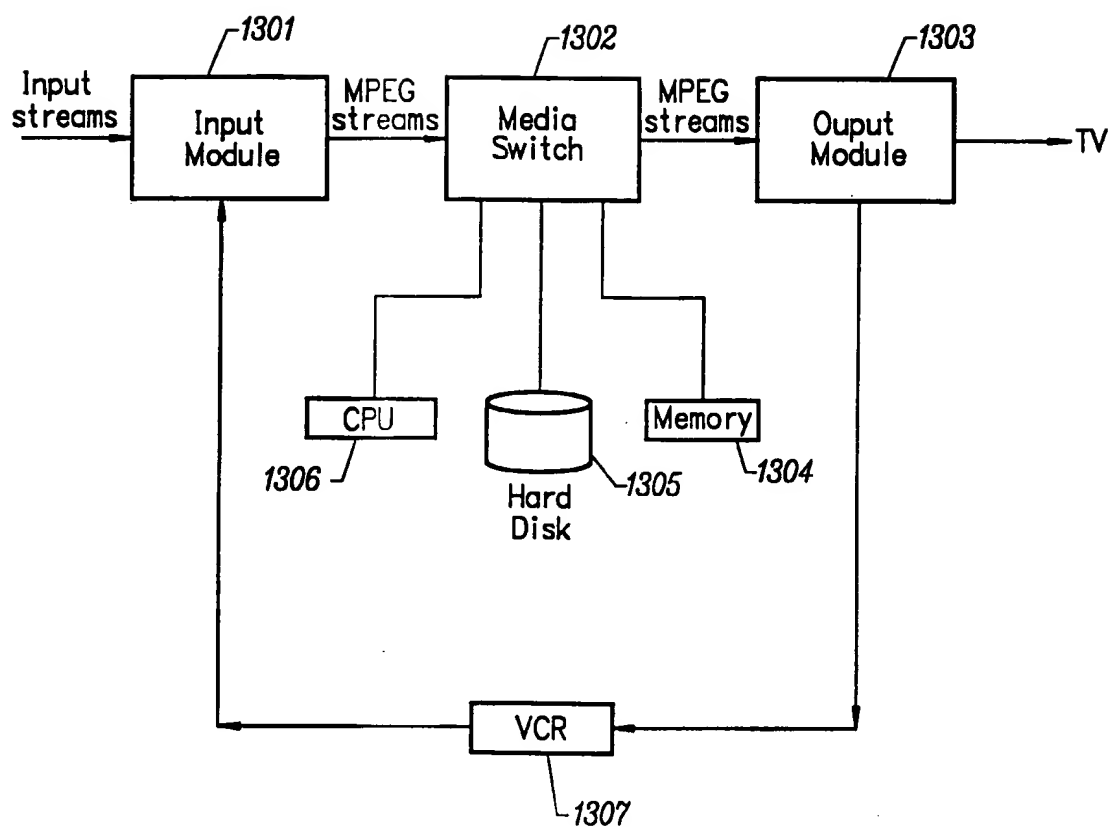 1301
1302
1303
Input
streams
Input
Module
MPEG
streams
Media
Switch
MPEG
streams
Ouput
Module
TV
CPU
1306
Hard
Disk
1305
Memory
1304
VCR
1307